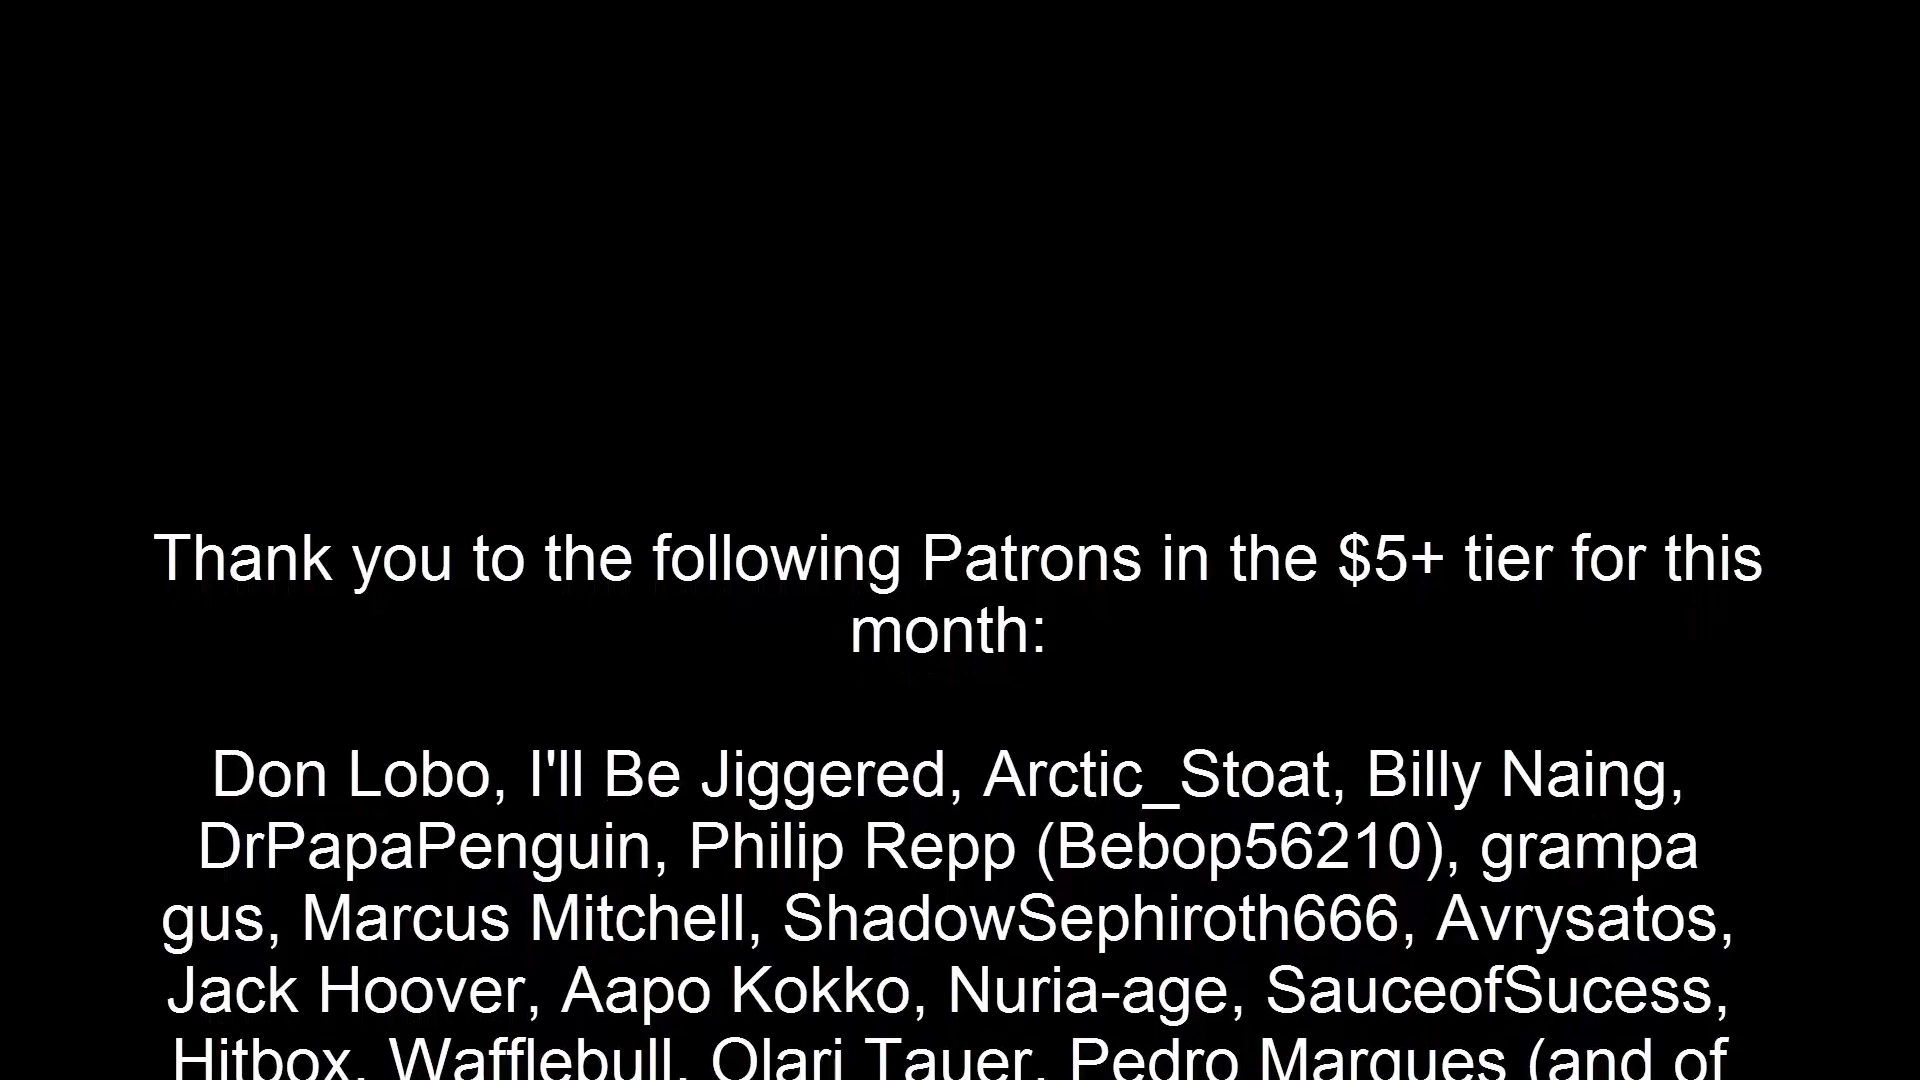 Thank you to the following Patrons in the $5+ tier for this
month:
Don Lobo, I'll Be Jiggered, Arctic_Stoat, Billy Naing,
DrPapaPenguin, Philip Repp (Bebop56210), grampa
gus, Marcus Mitchell, ShadowSephiroth666, Avrysatos,
Jack Hoover, Aapo Kokko, Nuria-age, SauceofSucess,
Hitbox, Wafflebull, Olari Tauer, Pedro Marques (and of